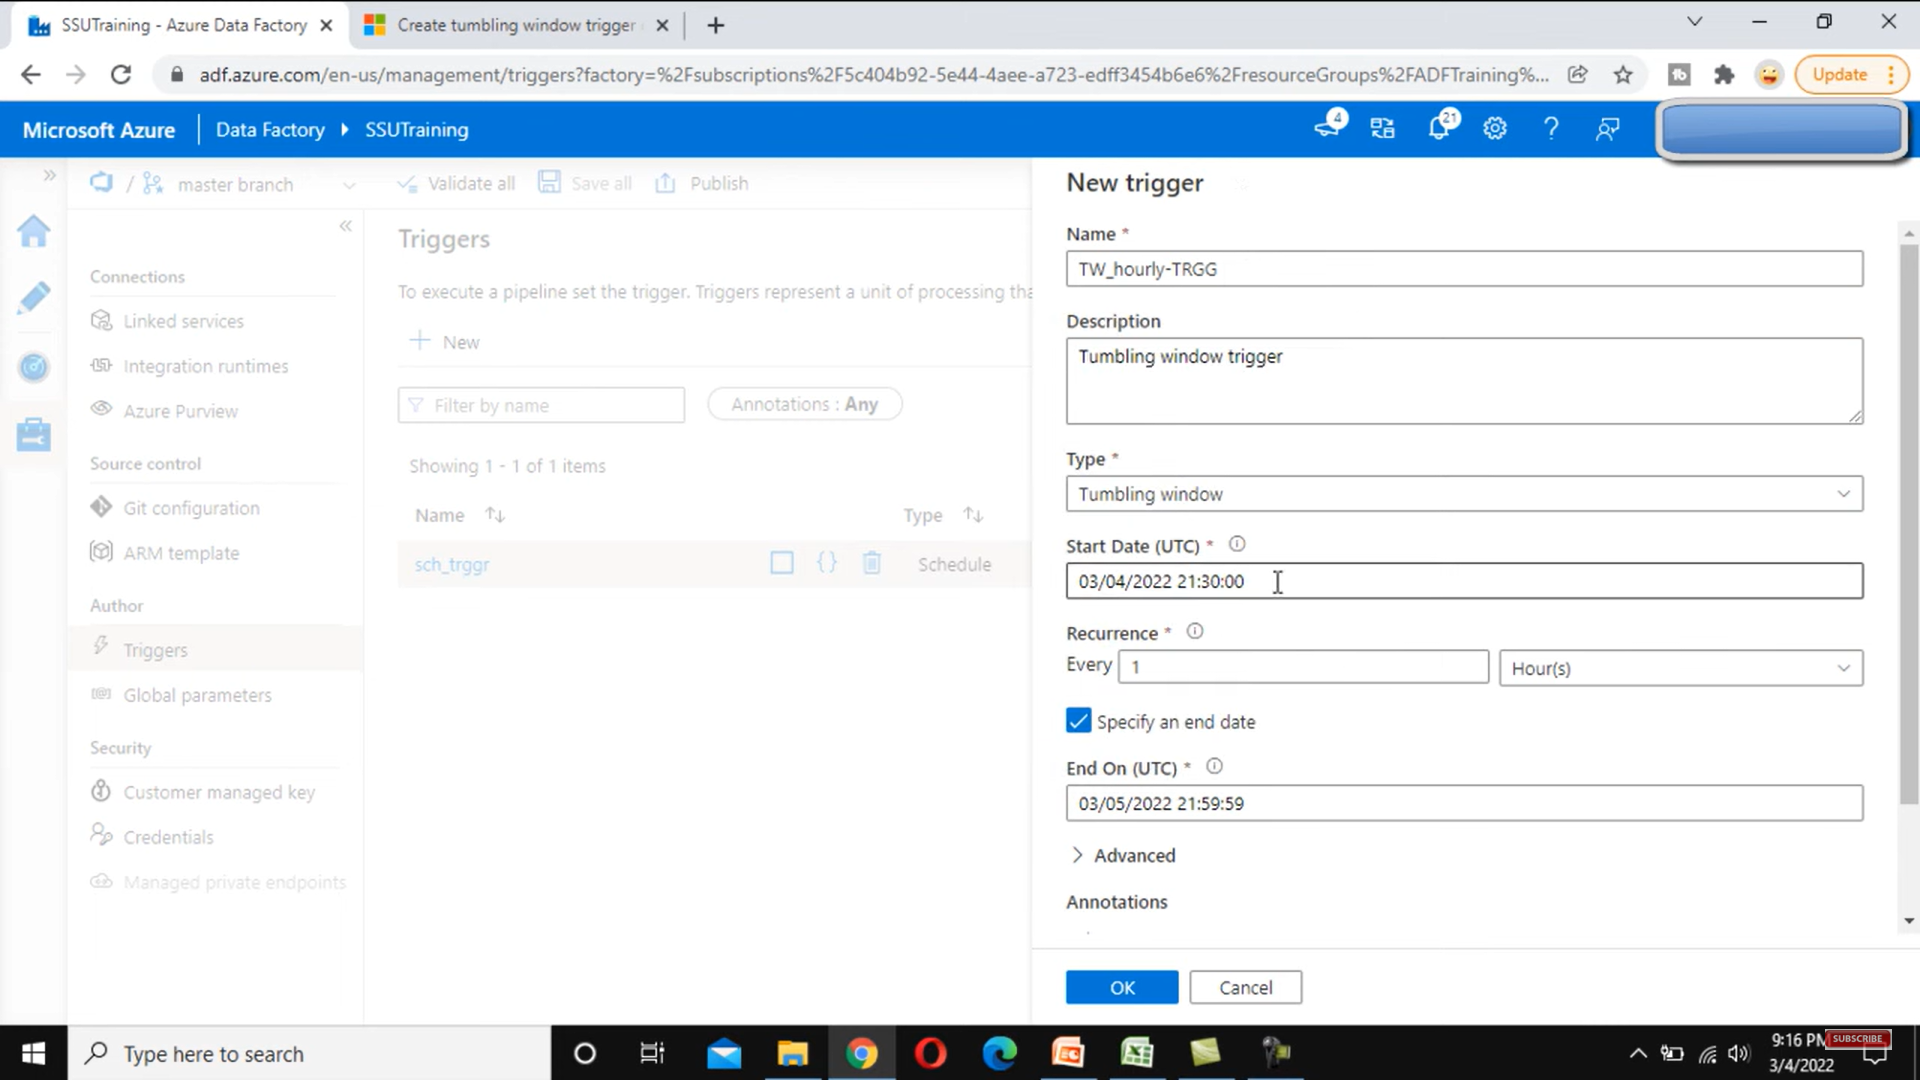 SSUTraining - Azure Data Factory
Create tumbling window trigger
adf.azure.com/en-us/management/triggers?factory=%2Fsubscriptions%2F5c404b92-5e44-4aee-a723-edff3454b6e6%2FresourceGroups%2FADFTraining%...
Update
Microsoft Azure
Data Factory
SSUTraining
4
21
/ master branch
Validate all
Save all
Publish
Connections
Linked services
Integration runtimes
Azure Purview
Source control
Git configuration
ARM template
Author
Triggers
Global parameters
Security
Customer managed key
Credentials
Managed private endpoints
Triggers
To execute a pipeline set the trigger. Triggers represent a unit of processing tha
New
Filter by name
Annotations : Any
Showing 1 - 1 of 1 items
Name
Type
sch_trggr
{}
Schedule
New trigger
Name *
TW_hourly-TRGG
Description
Tumbling window trigger
Type *
Tumbling window
Start Date (UTC) *
03/04/2022 21:30:00
Recurrence *
Every 1 Hour(s)
Specify an end date
End On (UTC) *
03/05/2022 21:59:59
Advanced
Annotations
OK
Cancel
Type here to search
9:16 PM
3/4/2022
SUBSCRIBE